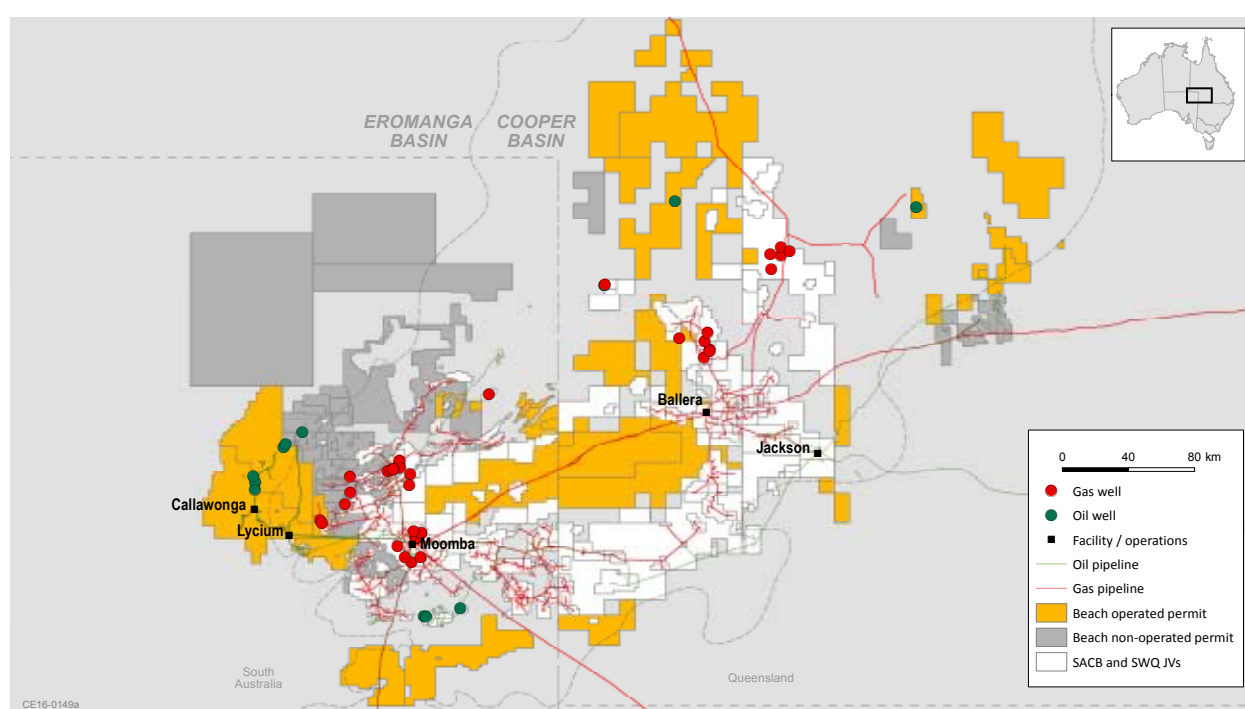 EROMANGA
BASIN
COOPER
BASIN
Ballera
Jackson
Callawonga
Lycium
Moomba
South
Australia
Queensland
CE16-0149a
0 40 80 km
Gas well
Oil well
Facility / operations
Oil pipeline
Gas pipeline
Beach operated permit
Beach non-operated permit
SACB and SWQ JVs